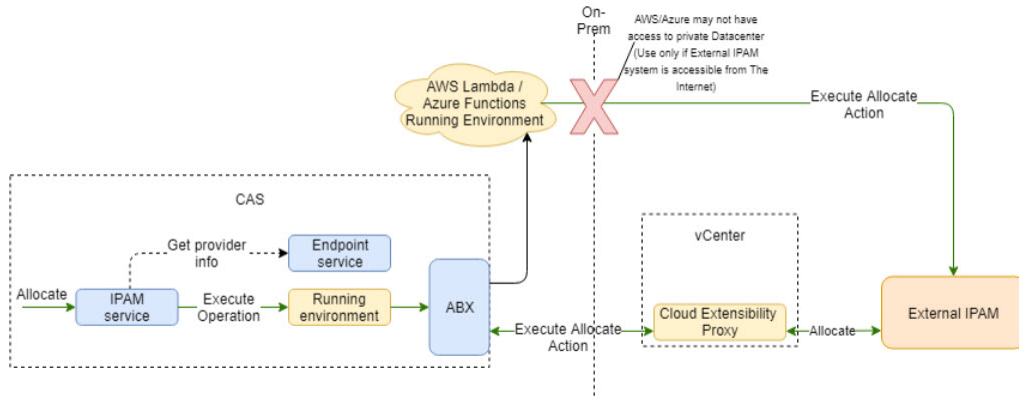 On-
Prem
AWS/Azure may not have
access to private Datacenter
(Use only if External IPAM
system is accessible from The
Internet)
AWS Lambda /
Azure Functions
Running Environment
Execute Allocate
Action
CAS
Get provider
info
Endpoint
service
vCenter
Allocate
IPAM
service
Execute
Operation
Running
environment
ABX
Execute Allocate
Action
Cloud Extensibility
Proxy
Allocate
External IPAM